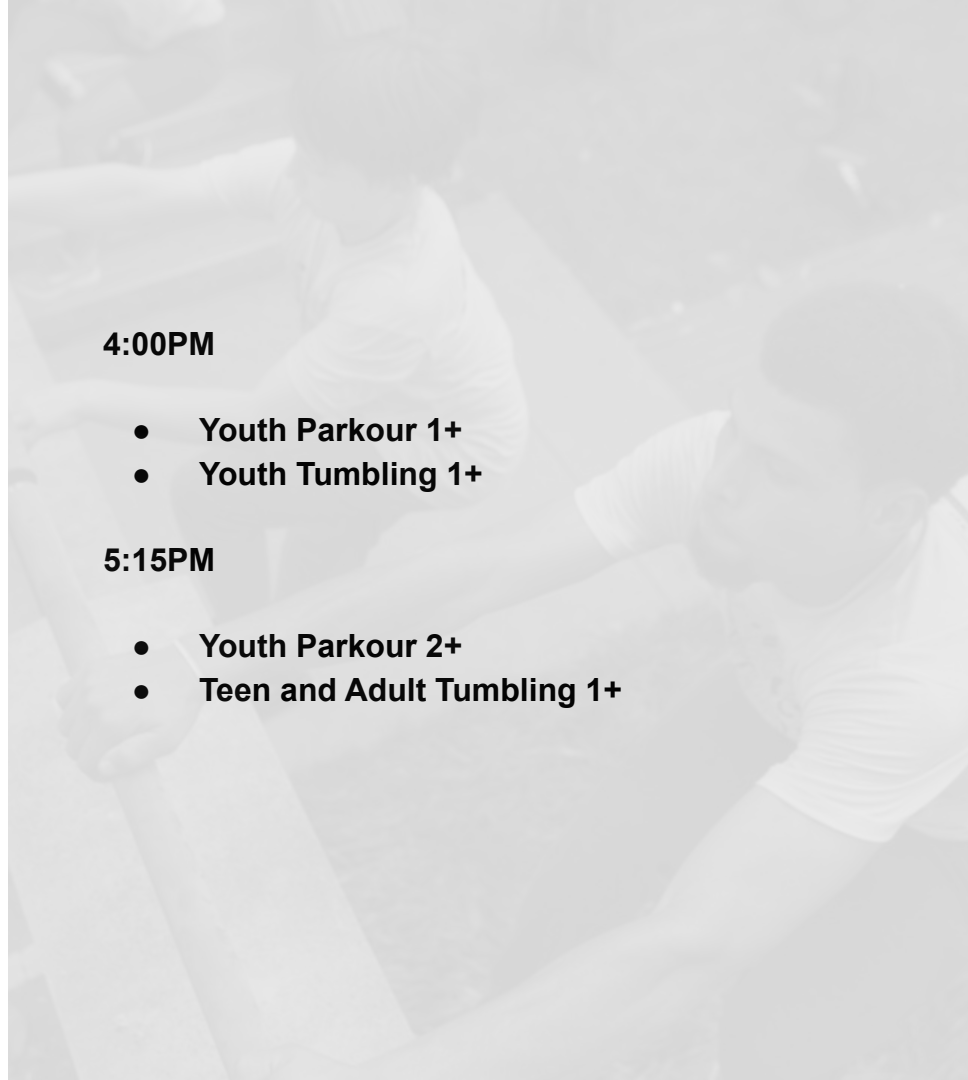 4:00PM
● Youth Parkour 1+
● Youth Tumbling 1+
5:15PM
● Youth Parkour 2+
● Teen and Adult Tumbling 1+